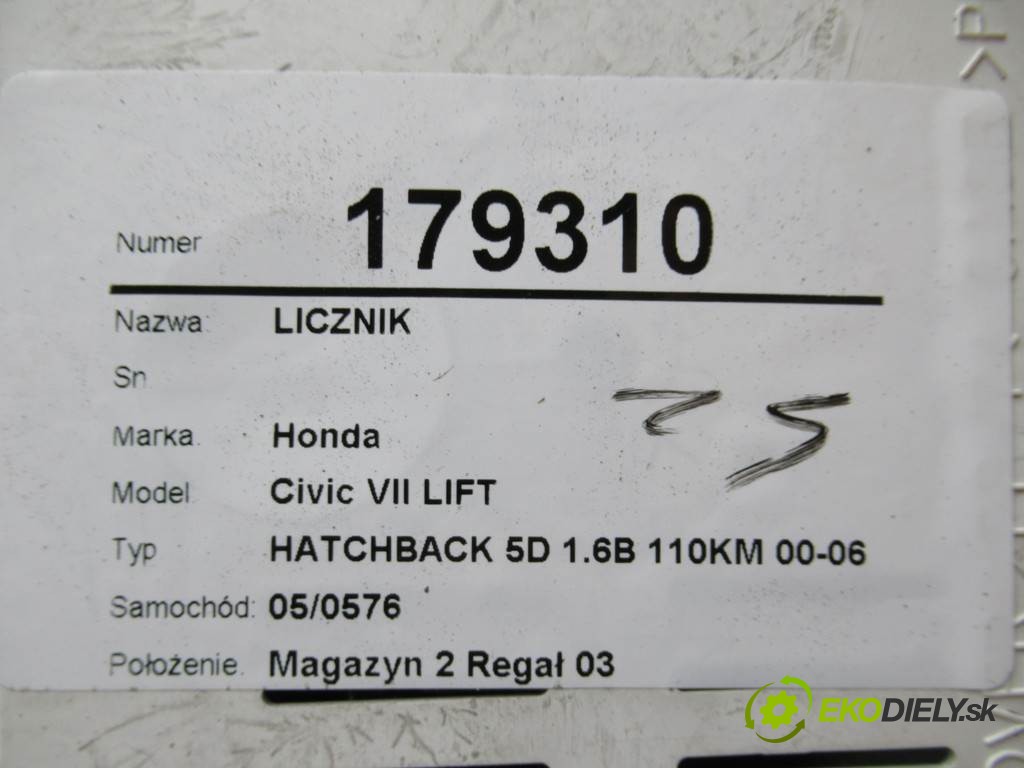 Numer 179310
Nazwa: LICZNIK
Sn
Marka Honda
Model Civic VII LIFT
Typ HATCHBACK 5D 1.6B 110KM 00-06
Samochód: 05/0576
Położenie. Magazyn 2 Regał 03
EKODIELY.sk